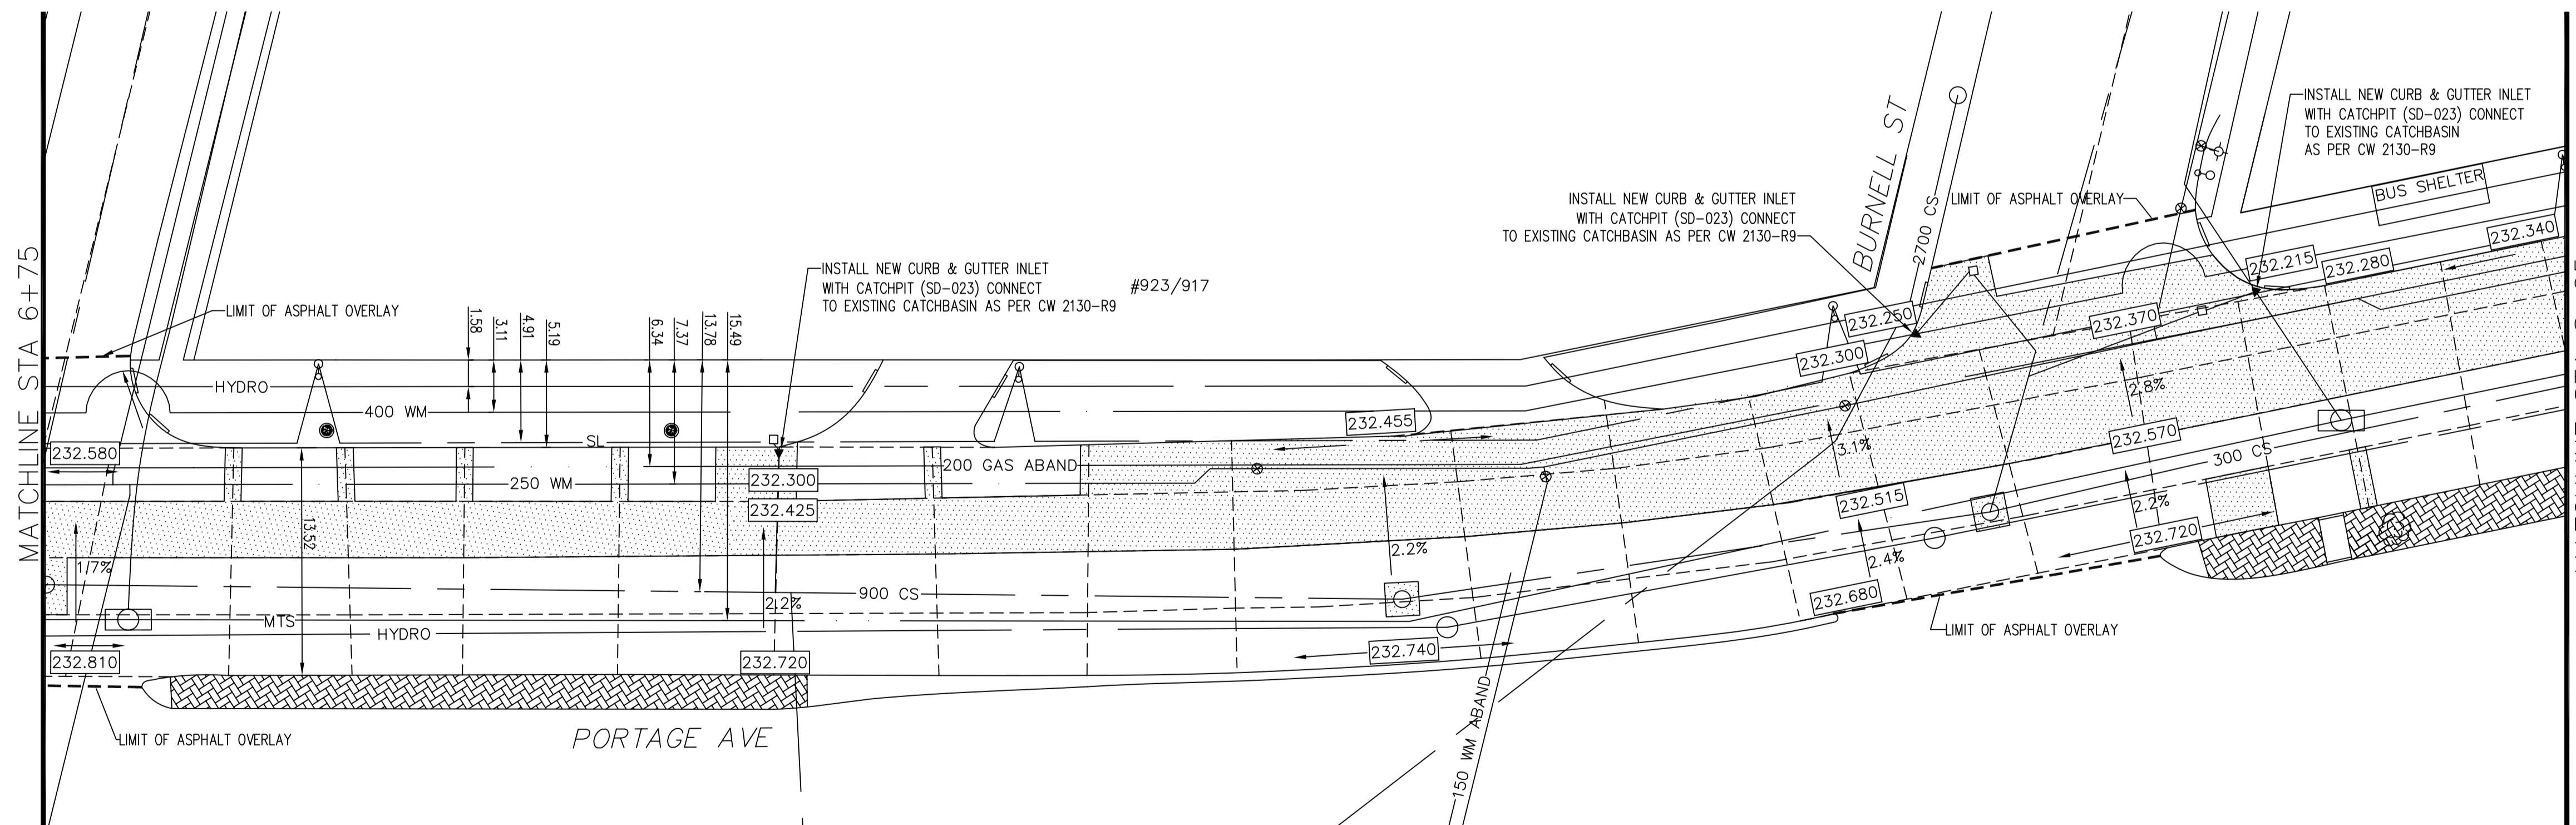 MATCHLINE STA 6+75
LIMIT OF ASPHALT OVERLAY
HYDRO
400 WM
SL
250 WM
232.580
1.7%
13.52
MTS
HYDRO
232.810
LIMIT OF ASPHALT OVERLAY
PORTAGE AVE
1.58
3.11
4.91
5.19
6.34
7.37
13.78
15.49
INSTALL NEW CURB & GUTTER INLET
WITH CATCHPIT (SD-023) CONNECT
TO EXISTING CATCHBASIN AS PER CW 2130-R9
#923/917
232.300
232.425
2.2%
232.720
200 GAS ABAND
900 CS
232.455
2.2%
232.740
150 WM ABAND
INSTALL NEW CURB & GUTTER INLET
WITH CATCHPIT (SD-023) CONNECT
TO EXISTING CATCHBASIN AS PER CW 2130-R9
BURNELL ST
2700 CS
LIMIT OF ASPHALT OVERLAY
232.250
232.300
3.1%
232.515
2.4%
232.680
LIMIT OF ASPHALT OVERLAY
232.370
2.8%
232.570
2.2%
232.720
300 CS
INSTALL NEW CURB & GUTTER INLET
WITH CATCHPIT (SD-023) CONNECT
TO EXISTING CATCHBASIN
AS PER CW 2130-R9
BUS SHELTER
232.215
232.280
232.340